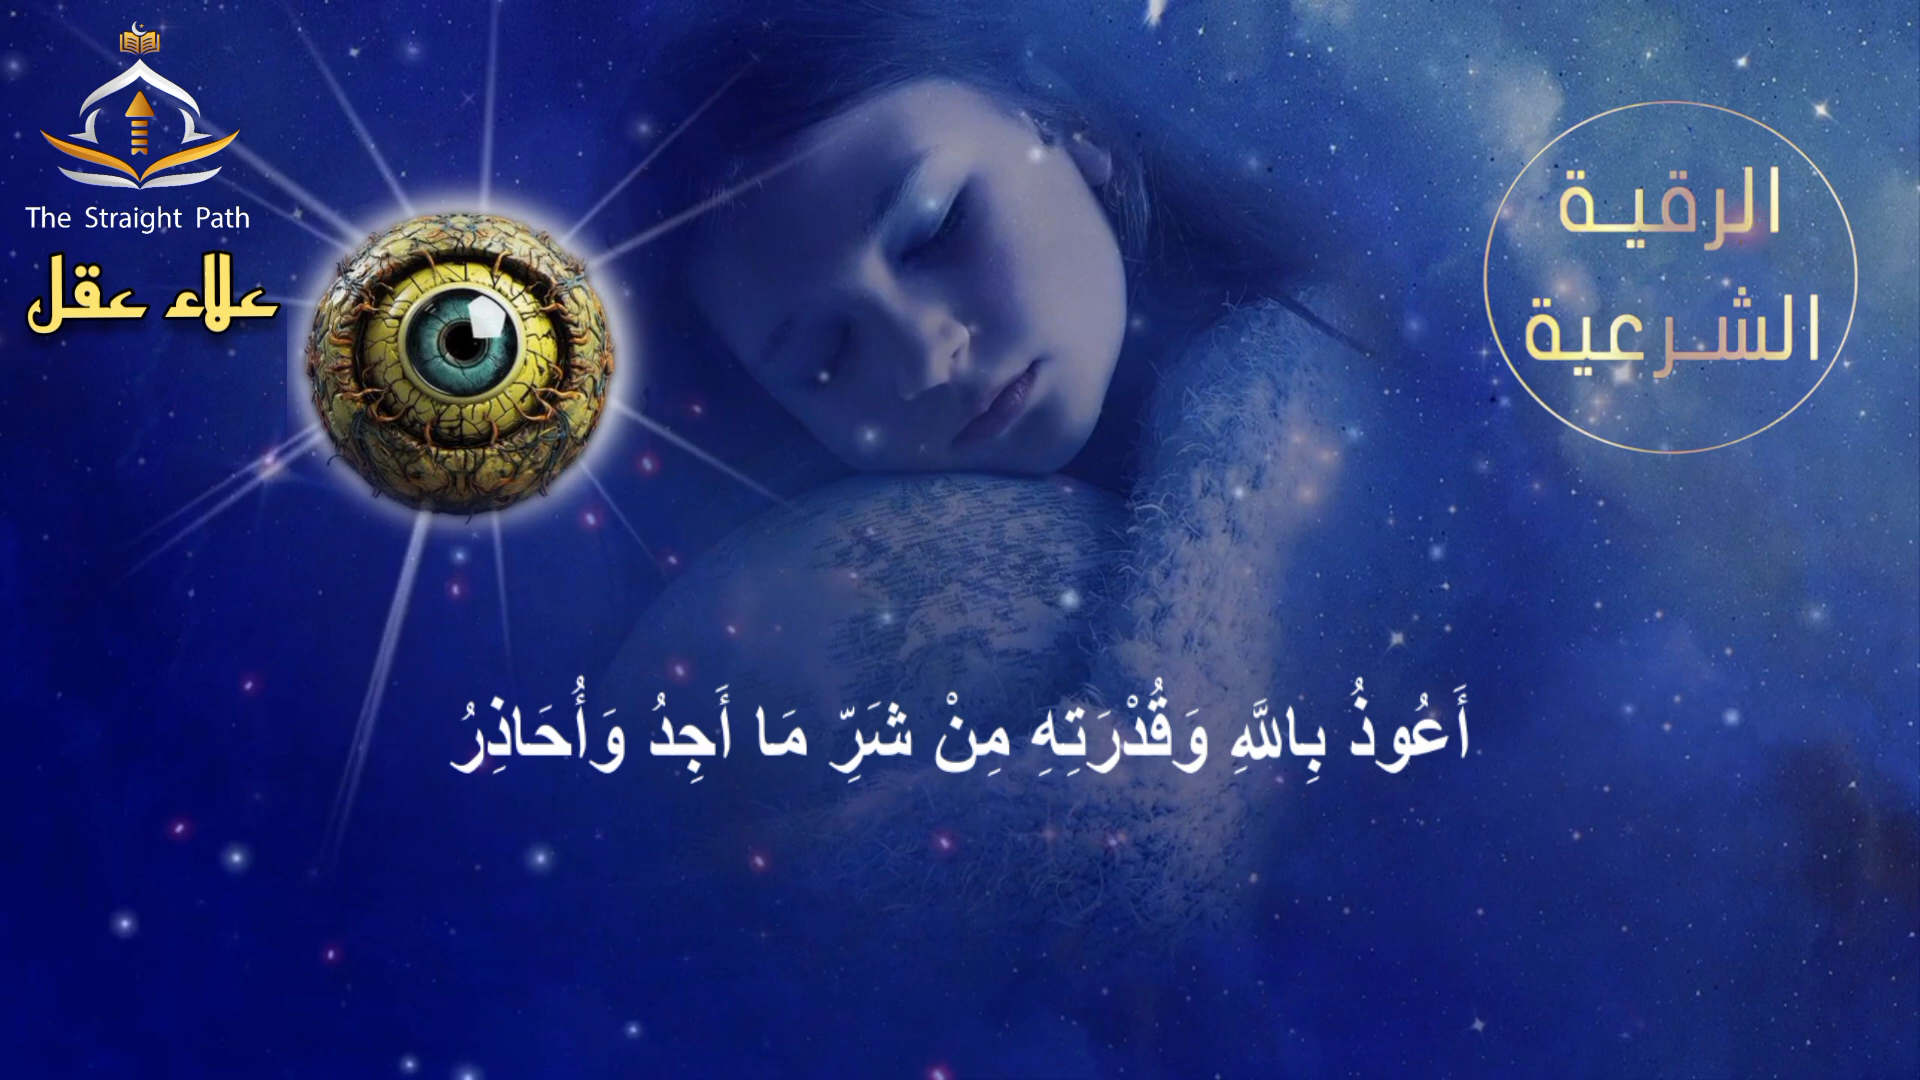 The Straight Path
علاء عقل
الرقية
الشرعية
أَعُوذُ بِاللَّهِ وَقُدْرَتِهِ مِنْ شَرِّ مَا أَجِدُ وَأُحَاذِرُ